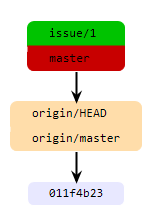 issue/1
master
origin/HEAD
origin/master
011f4b23